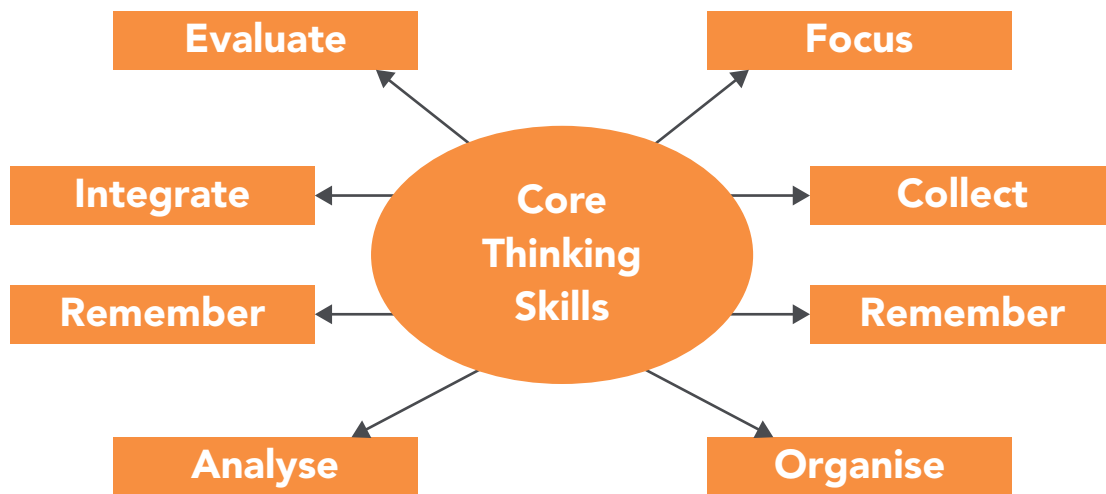 Evaluate
Focus
Integrate
Core
Thinking
Skills
Collect
Remember
Remember
Analyse
Organise